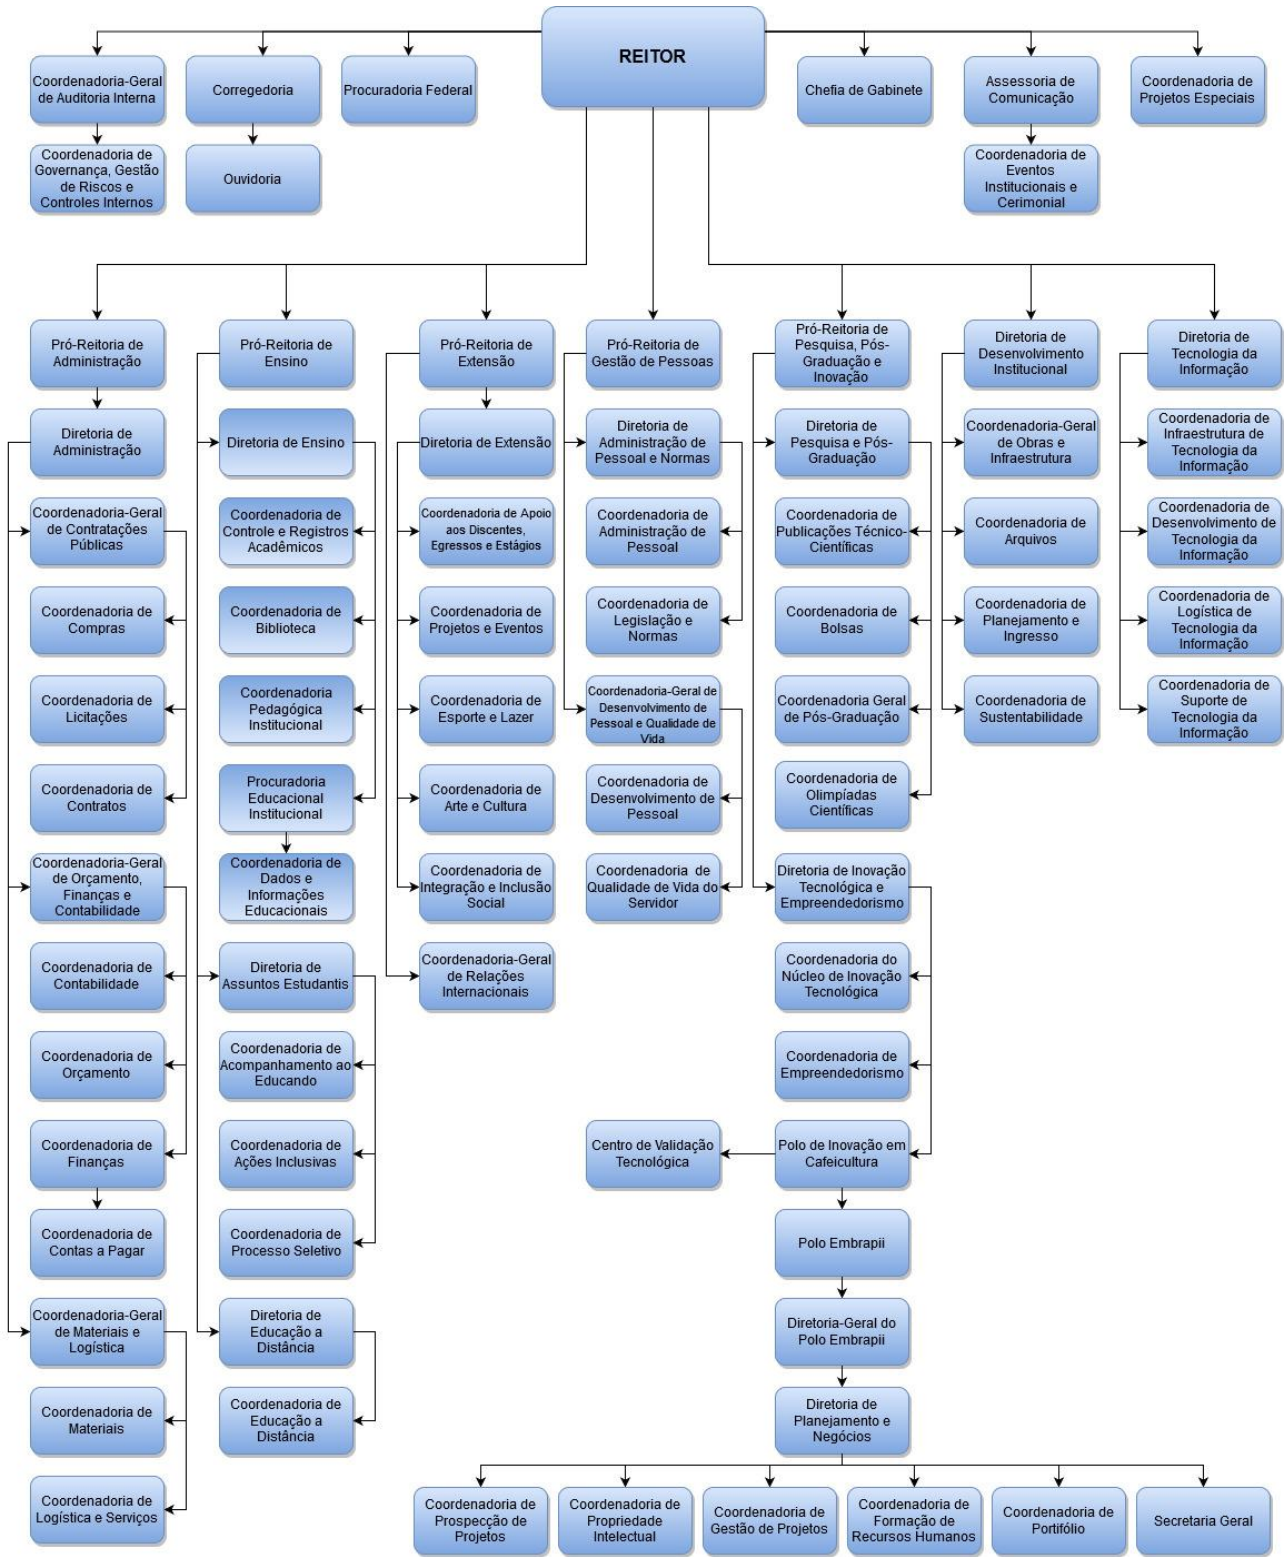 REITOR
Coordenadoria-Geral
de Auditoria Interna
Corregedoria
Procuradoria Federal
Chefia de Gabinete
Assessoria de
Comunicação
Coordenadoria de
Projetos Especiais
Coordenadoria de
Governança, Gestão
de Riscos e
Controles Internos
Ouvidoria
Coordenadoria de
Eventos
Institucionais e
Cerimonial
Pró-Reitoria de
Administração
Diretoria de
Administração
Coordenadoria-Geral
de Contratações
Públicas
Coordenadoria de
Compras
Coordenadoria de
Licitações
Coordenadoria de
Contratos
Coordenadoria-Geral
de Orçamento,
Finanças e
Contabilidade
Coordenadoria de
Contabilidade
Coordenadoria de
Orçamento
Coordenadoria de
Finanças
Coordenadoria de
Contas a Pagar
Coordenadoria-Geral
de Materiais e
Logística
Coordenadoria de
Materiais
Coordenadoria de
Logística e Serviços
Pró-Reitoria de
Ensino
Diretoria de Ensino
Coordenadoria de
Controle e Registros
Acadêmicos
Coordenadoria de
Biblioteca
Coordenadoria
Pedagógica
Institucional
Procuradoria
Educacional
Institucional
Coordenadoria de
Dados e
Informações
Educacionais
Diretoria de
Assuntos Estudantis
Coordenadoria de
Acompanhamento ao
Educando
Coordenadoria de
Ações Inclusivas
Coordenadoria de
Processo Seletivo
Diretoria de
Educação a
Distância
Coordenadoria de
Educação a
Distância
Pró-Reitoria de
Extensão
Diretoria de Extensão
Coordenadoria de Apoio
aos Discentes,
Egressos e Estágios
Coordenadoria de
Projetos e Eventos
Coordenadoria de
Esporte e Lazer
Coordenadoria de
Arte e Cultura
Coordenadoria de
Integração e Inclusão
Social
Coordenadoria-Geral
de Relações
Internacionais
Pró-Reitoria de
Gestão de Pessoas
Diretoria de
Administração de
Pessoal e Normas
Coordenadoria de
Administração de
Pessoal
Coordenadoria de
Legislação e
Normas
Coordenadoria-Geral de
Desenvolvimento de
Pessoal e Qualidade de
Vida
Coordenadoria de
Desenvolvimento de
Pessoal
Coordenadoria  de
Qualidade de Vida do
Servidor
Pró-Reitoria de
Pesquisa, Pós-
Graduação e
Inovação
Diretoria de
Pesquisa e Pós-
Graduação
Coordenadoria de
Publicações Técnico-
Científicas
Coordenadoria de
Bolsas
Coordenadoria Geral
de Pós-Graduação
Coordenadoria de
Olimpíadas
Científicas
Diretoria de Inovação
Tecnológica e
Empreendedorismo
Coordenadoria do
Núcleo de Inovação
Tecnológica
Coordenadoria de
Empreendedorismo
Centro de Validação
Tecnológica
Polo de Inovação em
Cafeicultura
Polo Embrapii
Diretoria-Geral do
Polo Embrapii
Diretoria de
Planejamento e
Negócios
Coordenadoria de
Prospecção de
Projetos
Coordenadoria de
Propriedade
Intelectual
Coordenadoria de
Gestão de Projetos
Coordenadoria de
Formação de
Recursos Humanos
Coordenadoria de
Portifólio
Secretaria Geral
Diretoria de
Desenvolvimento
Institucional
Coordenadoria-Geral
de Obras e
Infraestrutura
Coordenadoria de
Arquivos
Coordenadoria de
Planejamento e
Ingresso
Coordenadoria de
Sustentabilidade
Diretoria de
Tecnologia da
Informação
Coordenadoria de
Infraestrutura de
Tecnologia da
Informação
Coordenadoria de
Desenvolvimento de
Tecnologia da
Informação
Coordenadoria de
Logística de
Tecnologia da
Informação
Coordenadoria de
Suporte de
Tecnologia da
Informação